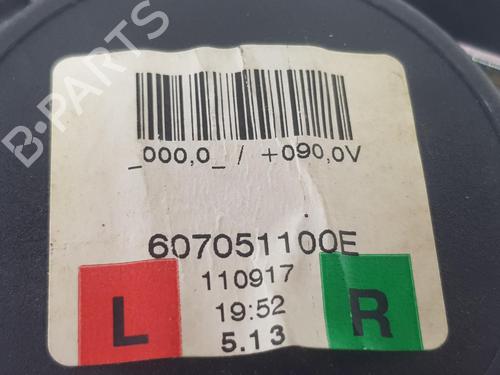 _000,0_ / +090,0V
607051100E
110917
19:52
5.13
L
R
B-PARTS